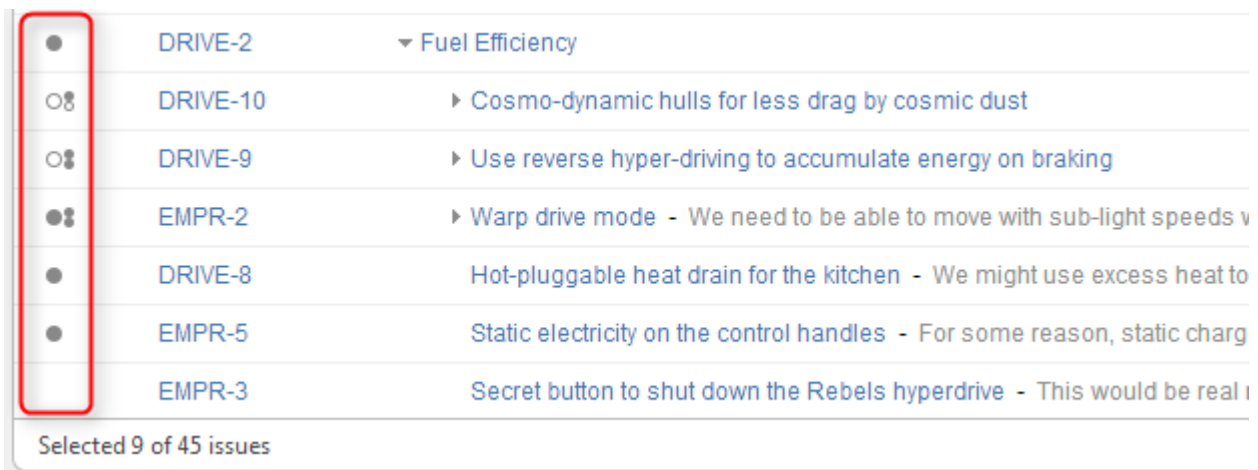 DRIVE-2 Fuel Efficiency
DRIVE-10 Cosmo-dynamic hulls for less drag by cosmic dust
DRIVE-9 Use reverse hyper-driving to accumulate energy on braking
EMPR-2 Warp drive mode - We need to be able to move with sub-light speeds
DRIVE-8 Hot-pluggable heat drain for the kitchen - We might use excess heat to
EMPR-5 Static electricity on the control handles - For some reason, static charg
EMPR-3 Secret button to shut down the Rebels hyperdrive - This would be real
Selected 9 of 45 issues